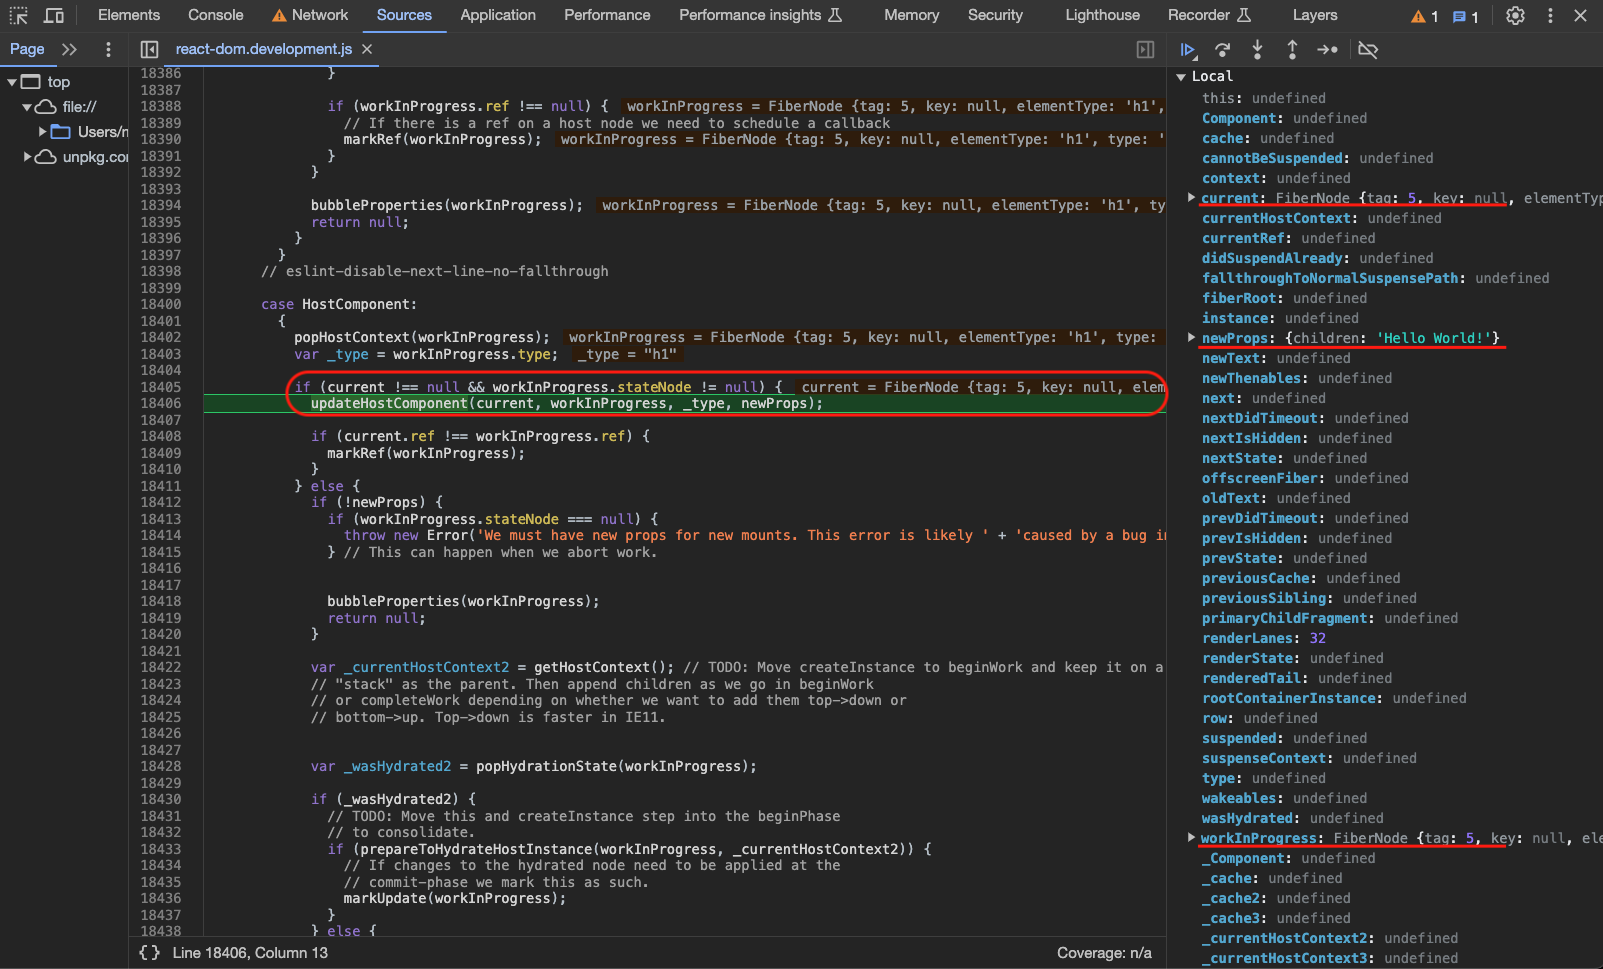 Elements Console Network Sources Application Performance Performance insights Memory Security Lighthouse Recorder Layers 1 1
Page react-dom.development.js
top
file://
Users/
unpkg.co
18386 }
18387
18388 if (workInProgress.ref !== null) { workInProgress = FiberNode {tag: 5, key: null, elementType: 'h1',
18389 // If there is a ref on a host node we need to schedule a callback
18390 markRef(workInProgress); workInProgress = FiberNode {tag: 5, key: null, elementType: 'h1', type: '
18391 }
18392 }
18393
18394 bubbleProperties(workInProgress); workInProgress = FiberNode {tag: 5, key: null, elementType: 'h1', ty
18395 return null;
18396 }
18397 }
18398 // eslint-disable-next-line-no-fallthrough
18399
18400 case HostComponent:
18401 {
18402 popHostContext(workInProgress); workInProgress = FiberNode {tag: 5, key: null, elementType: 'h1', type:
18403 var _type = workInProgress.type; _type = "h1"
18404
18405 if (current !== null && workInProgress.stateNode != null) { current = FiberNode {tag: 5, key: null, elem
18406 updateHostComponent(current, workInProgress, _type, newProps);
18407
18408 if (current.ref !== workInProgress.ref) {
18409 markRef(workInProgress);
18410 }
18411 } else {
18412 if (!newProps) {
18413 if (workInProgress.stateNode === null) {
18414 throw new Error('We must have new props for new mounts. This error is likely ' + 'caused by a bug in
18415 } // This can happen when we abort work.
18416
18417
18418 bubbleProperties(workInProgress);
18419 return null;
18420 }
18421
18422 var _currentHostContext2 = getHostContext(); // TODO: Move createInstance to beginWork and keep it on a
18423 // "stack" as the parent. Then append children as we go in beginWork
18424 // or completeWork depending on whether we want to add them top->down or
18425 // bottom->up. Top->down is faster in IE11.
18426
18427
18428 var _wasHydrated2 = popHydrationState(workInProgress);
18429
18430 if (_wasHydrated2) {
18431 // TODO: Move this and createInstance step into the beginPhase
18432 // to consolidate.
18433 if (prepareToHydrateHostInstance(workInProgress, _currentHostContext2)) {
18434 // If changes to the hydrated node need to be applied at the
18435 // commit-phase we mark this as such.
18436 markUpdate(workInProgress);
18437 }
18438 } else {
{} Line 18406, Column 13 Coverage: n/a
Local
this: undefined
Component: undefined
cache: undefined
cannotBeSuspended: undefined
context: undefined
current: FiberNode {tag: 5, key: null, elementTyp
currentHostContext: undefined
currentRef: undefined
didSuspendAlready: undefined
fallthroughToNormalSuspensePath: undefined
fiberRoot: undefined
instance: undefined
newProps: {children: 'Hello World!'}
newText: undefined
newThenables: undefined
next: undefined
nextDidTimeout: undefined
nextIsHidden: undefined
nextState: undefined
offscreenFiber: undefined
oldText: undefined
prevDidTimeout: undefined
prevIsHidden: undefined
prevState: undefined
previousCache: undefined
previousSibling: undefined
primaryChildFragment: undefined
renderLanes: 32
renderState: undefined
renderedTail: undefined
rootContainerInstance: undefined
row: undefined
suspended: undefined
suspenseContext: undefined
type: undefined
wakeables: undefined
wasHydrated: undefined
workInProgress: FiberNode {tag: 5, key: null, ele
_Component: undefined
_cache: undefined
_cache2: undefined
_cache3: undefined
_currentHostContext2: undefined
_currentHostContext3: undefined